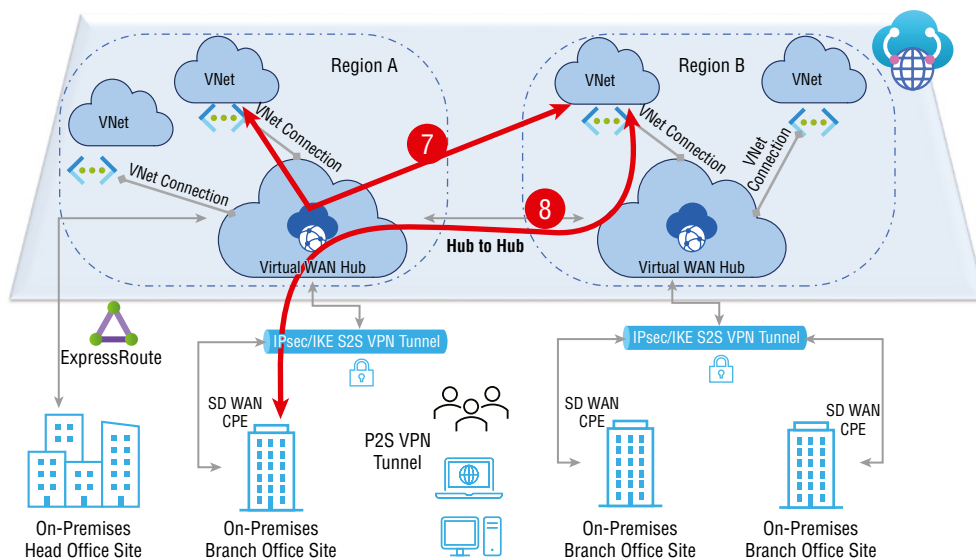 Region A
Region B
VNet
VNet
VNet
VNet
VNet Connection
VNet Connection
VNet Connection
VNet
Connection
7
8
Hub to Hub
Virtual WAN Hub
Virtual WAN Hub
ExpressRoute
IPsec/IKE S2S VPN Tunnel
IPsec/IKE S2S VPN Tunnel
SD WAN
CPE
P2S VPN
Tunnel
SD WAN
CPE
SD WAN
CPE
On-Premises
Head Office Site
On-Premises
Branch Office Site
On-Premises
Branch Office Site
On-Premises
Branch Office Site